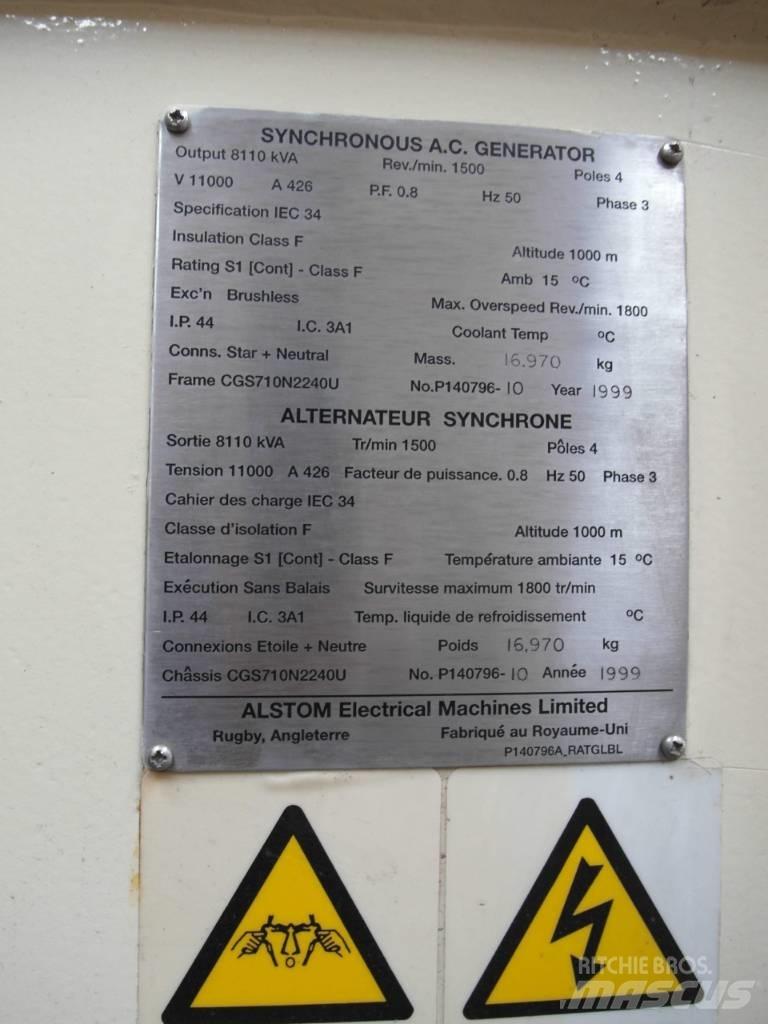 SYNCHRONOUS A.C. GENERATOR
Output 8110 kVA Rev./min. 1500 Poles 4
V 11000 A 426 P.F. 0.8 Hz 50 Phase 3
Specification IEC 34
Insulation Class F Altitude 1000 m
Rating S1 [Cont] - Class F Amb 15 ºC
Exc'n Brushless Max. Overspeed Rev./min. 1800
I.P. 44 I.C. 3A1 Coolant Temp ºC
Conns. Star + Neutral Mass. 16.970 kg
Frame CGS710N2240U No.P140796-10 Year 1999
ALTERNATEUR SYNCHRONE
Sortie 8110 kVA Tr/min 1500 Pôles 4
Tension 11000 A 426 Facteur de puissance. 0.8 Hz 50 Phase 3
Cahier des charge IEC 34
Classe d'isolation F Altitude 1000 m
Etalonnage S1 [Cont] - Class F Température ambiante 15 ºC
Exécution Sans Balais Survitesse maximum 1800 tr/min
I.P. 44 I.C. 3A1 Temp. liquide de refroidissement ºC
Connexions Etoile + Neutre Poids 16,970 kg
Châssis CGS710N2240U No. P140796-10 Année 1999
ALSTOM Electrical Machines Limited
Rugby, Angleterre Fabriqué au Royaume-Uni
P140796A_RATGLBL
RITCHIE BROS.
MASCUS